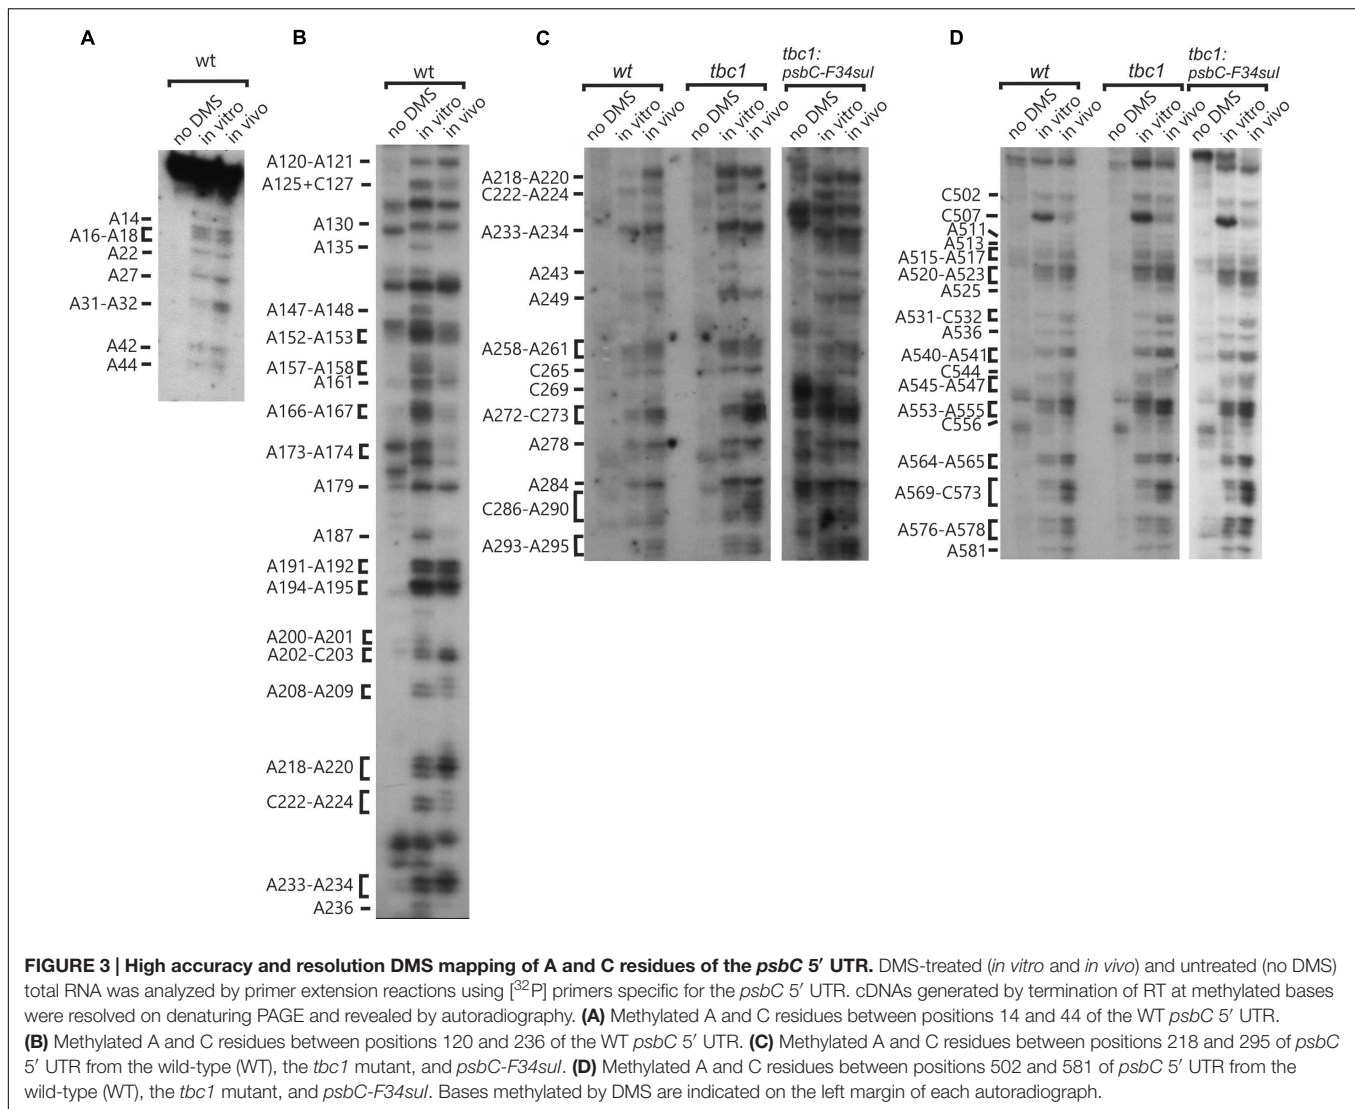 A
wt
no DMS
in vitro
in vivo
A14
A16-A18
A22
A27
A31-A32
A42
A44
B
wt
no DMS
in vitro
in vivo
A120-A121
A125+C127
A130
A135
A147-A148
A152-A153
A157-A158
A161
A166-A167
A173-A174
A179
A187
A191-A192
A194-A195
A200-A201
A202-C203
A208-A209
A218-A220
C222-A224
A233-A234
A236
C
wt
tbc1
tbc1:
psbC-F34suI
no DMS
in vitro
in vivo
no DMS
in vitro
in vivo
no DMS
in vitro
in vivo
A218-A220
C222-A224
A233-A234
A243
A249
A258-A261
C265
C269
A272-C273
A278
A284
C286-A290
A293-A295
D
wt
tbc1
tbc1:
psbC-F34suI
no DMS
in vitro
in vivo
no DMS
in vitro
in vivo
no DMS
in vitro
in vivo
C502
C507
A511
A513
A515-A517
A520-A523
A525
A531-C532
A536
A540-A541
C544
A545-A547
A553-A555
C556
A564-A565
A569-C573
A576-A578
A581
FIGURE 3 | High accuracy and resolution DMS mapping of A and C residues of the psbC 5′ UTR. DMS-treated (in vitro and in vivo) and untreated (no DMS)
total RNA was analyzed by primer extension reactions using [32P] primers specific for the psbC 5′ UTR. cDNAs generated by termination of RT at methylated bases
were resolved on denaturing PAGE and revealed by autoradiography. (A) Methylated A and C residues between positions 14 and 44 of the WT psbC 5′ UTR.
(B) Methylated A and C residues between positions 120 and 236 of the WT psbC 5′ UTR. (C) Methylated A and C residues between positions 218 and 295 of psbC
5′ UTR from the wild-type (WT), the tbc1 mutant, and psbC-F34suI. (D) Methylated A and C residues between positions 502 and 581 of psbC 5′ UTR from the
wild-type (WT), the tbc1 mutant, and psbC-F34suI. Bases methylated by DMS are indicated on the left margin of each autoradiograph.